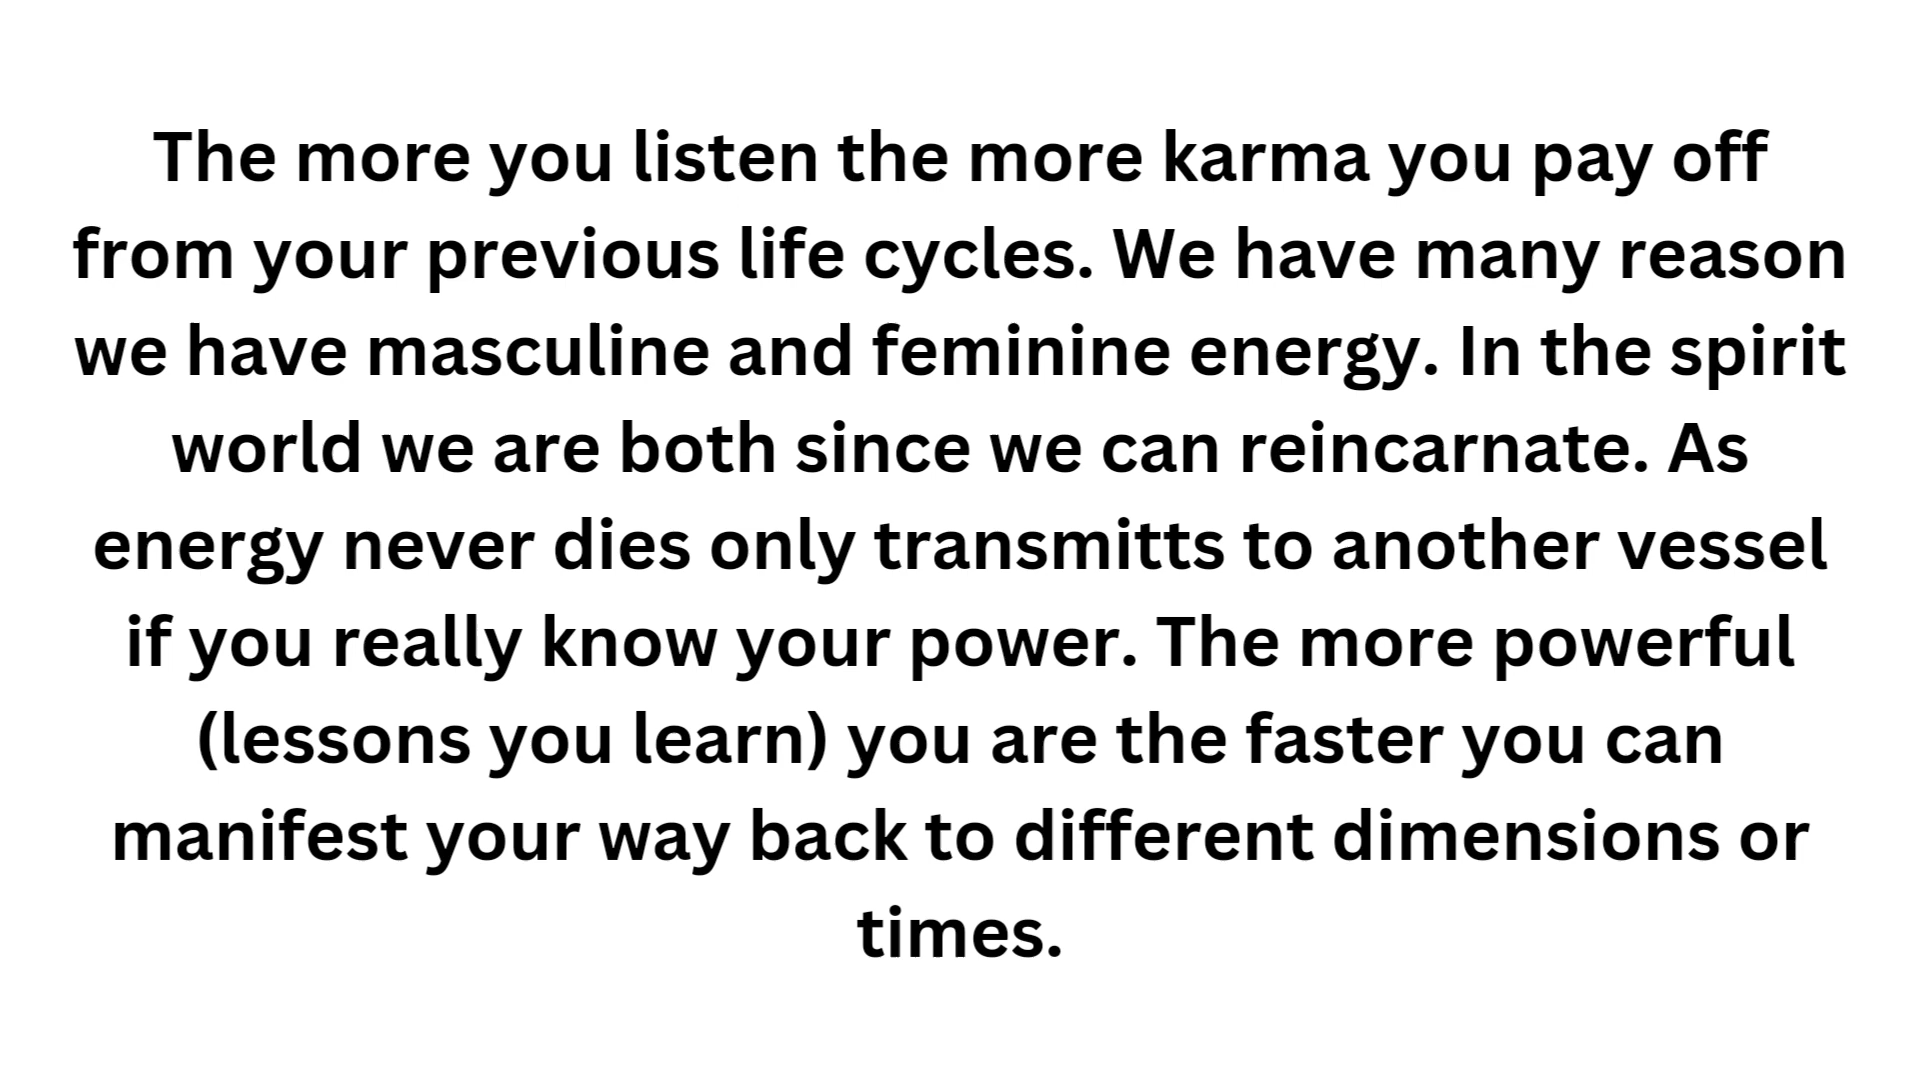 The more you listen the more karma you pay off
from your previous life cycles. We have many reason
we have masculine and feminine energy. In the spirit
world we are both since we can reincarnate. As
energy never dies only transmitts to another vessel
if you really know your power. The more powerful
(lessons you learn) you are the faster you can
manifest your way back to different dimensions or
times.